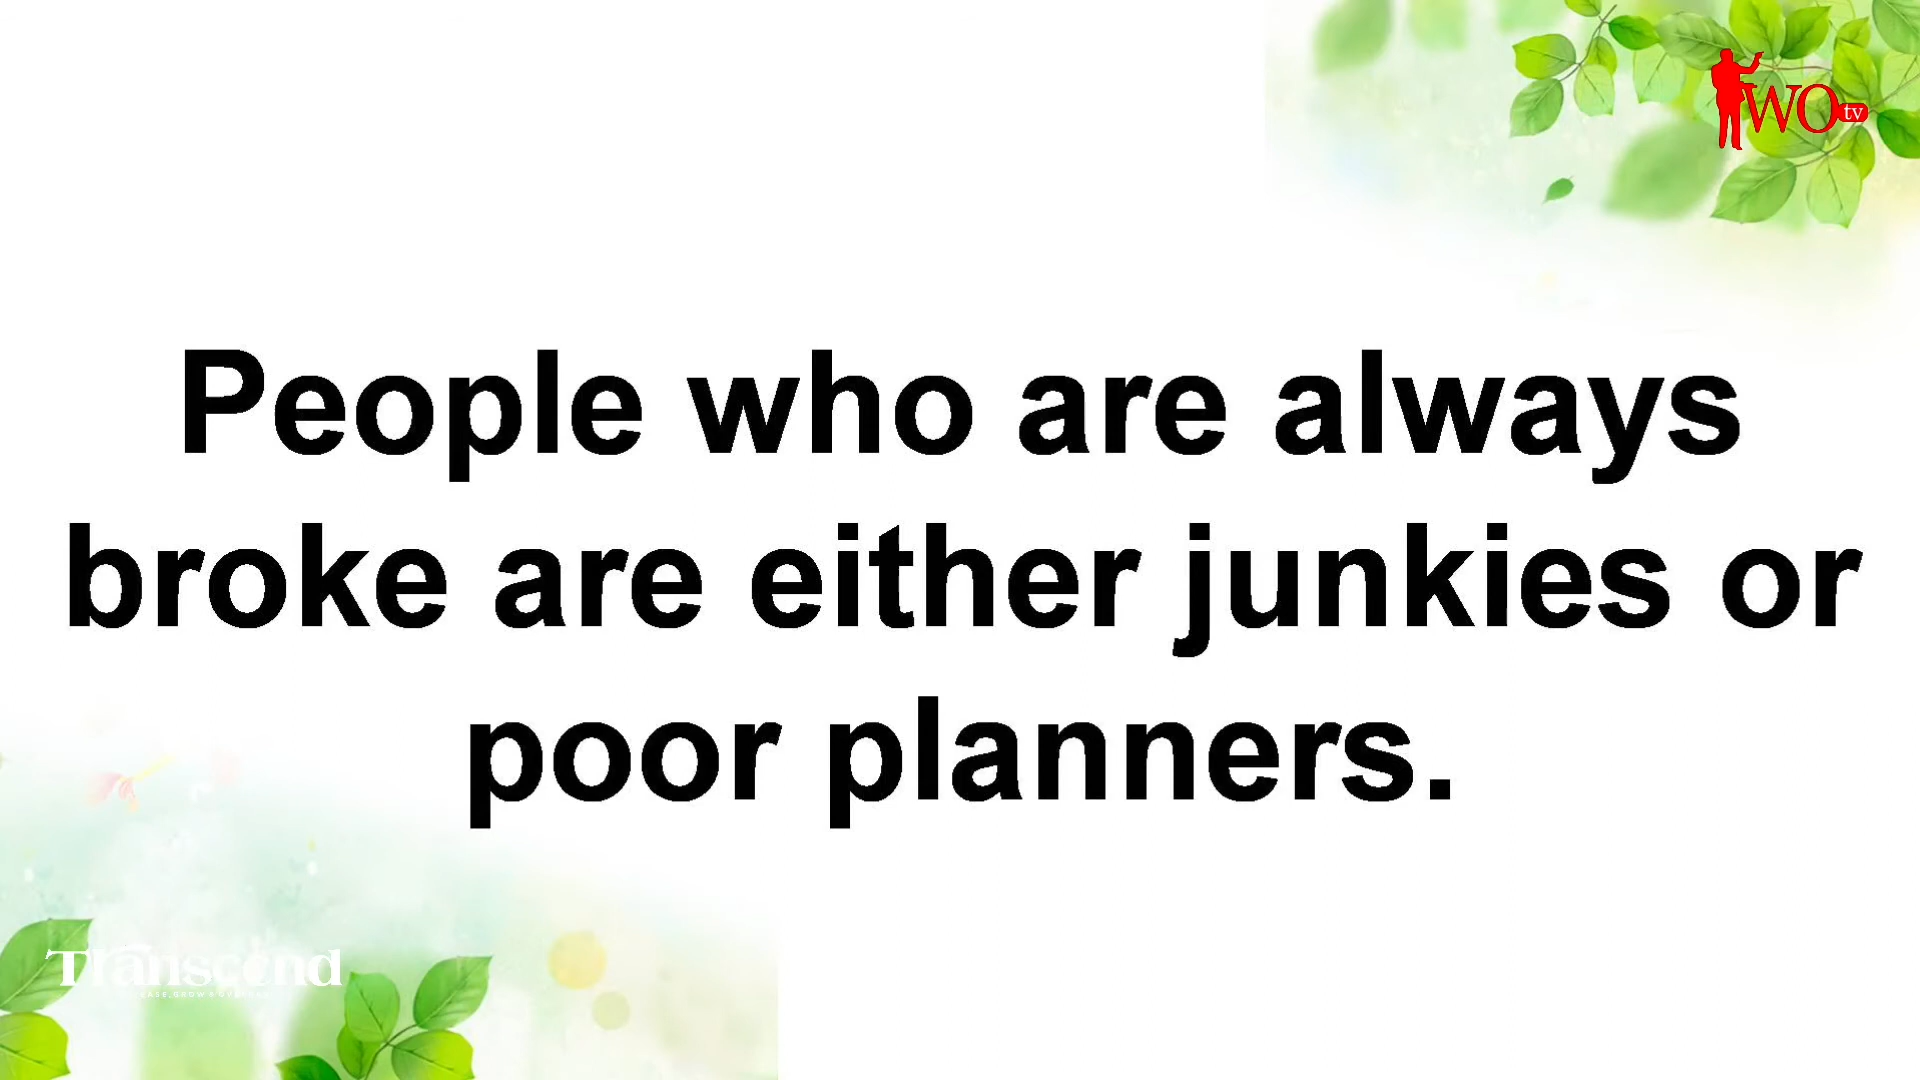 WO tv
People who are always
broke are either junkies or
poor planners.
Transcend